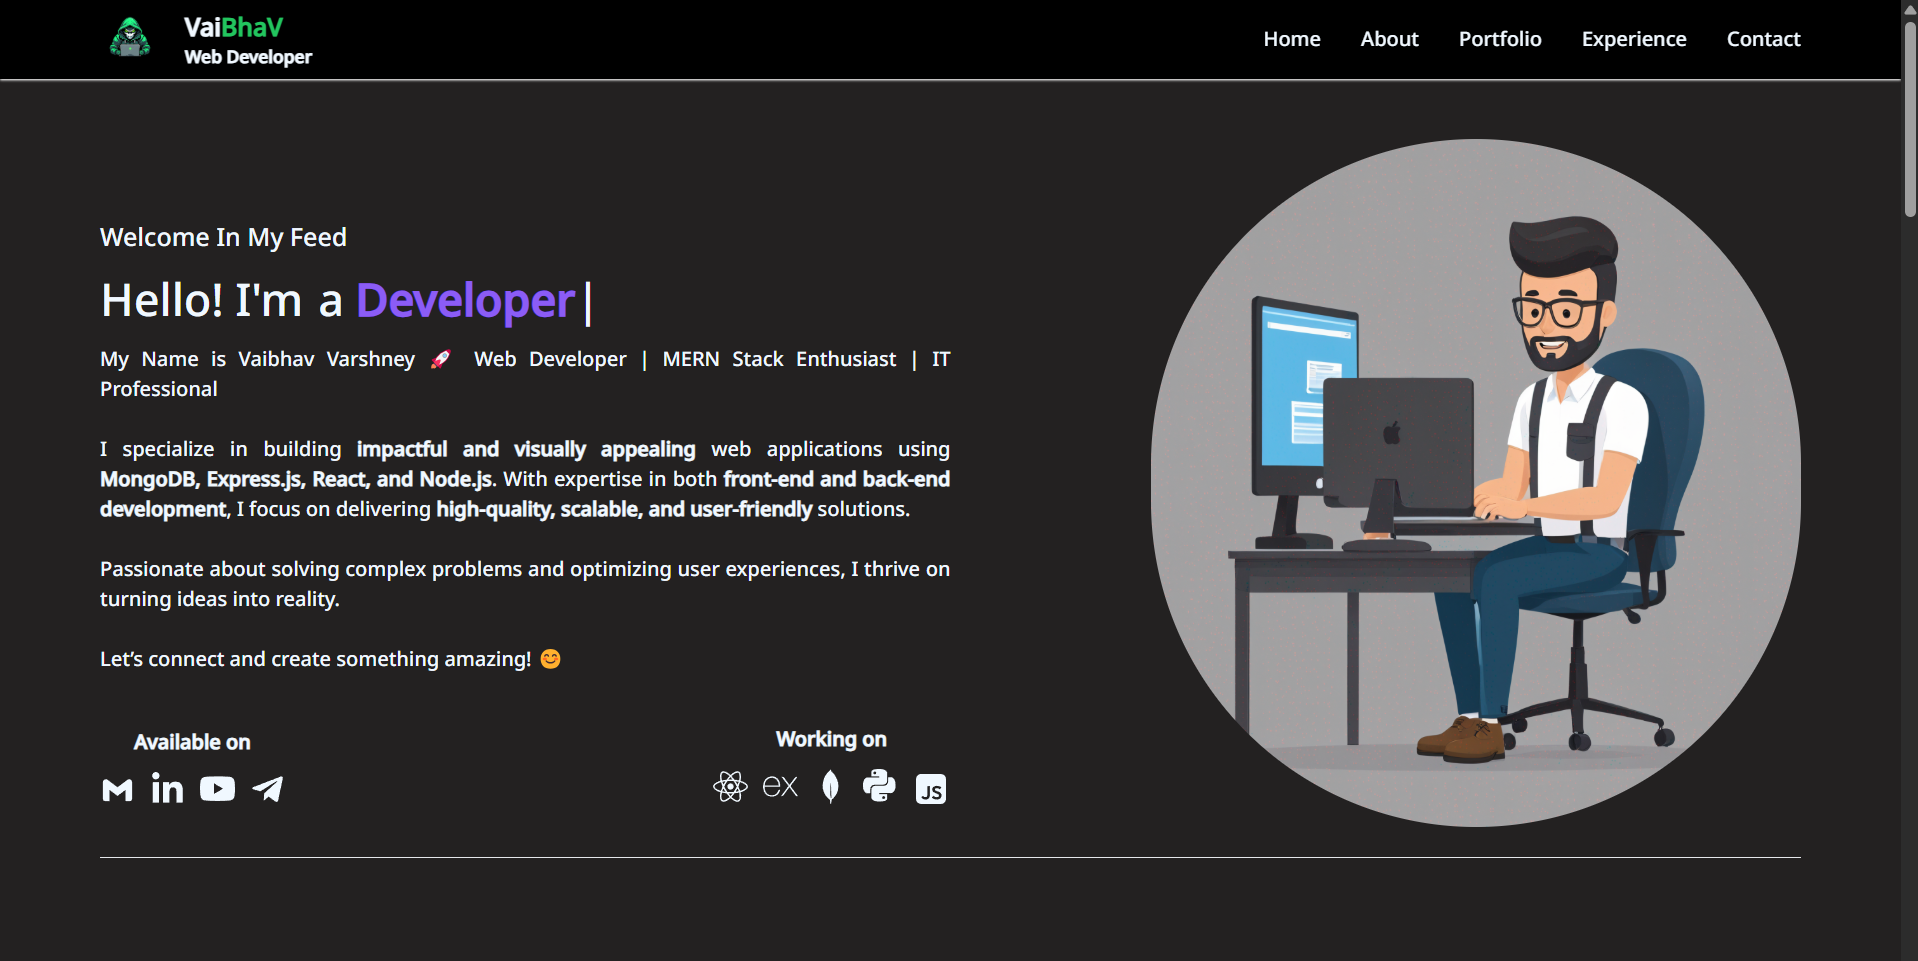 VaiBhaV
Web Developer
Home About Portfolio Experience Contact
Welcome In My Feed
Hello! I'm a Developer|
My Name is Vaibhav Varshney 🚀 Web Developer | MERN Stack Enthusiast | IT
Professional
I specialize in building impactful and visually appealing web applications using
MongoDB, Express.js, React, and Node.js. With expertise in both front-end and back-end
development, I focus on delivering high-quality, scalable, and user-friendly solutions.
Passionate about solving complex problems and optimizing user experiences, I thrive on
turning ideas into reality.
Let’s connect and create something amazing! 😊
Available on
Working on
in
ex
JS